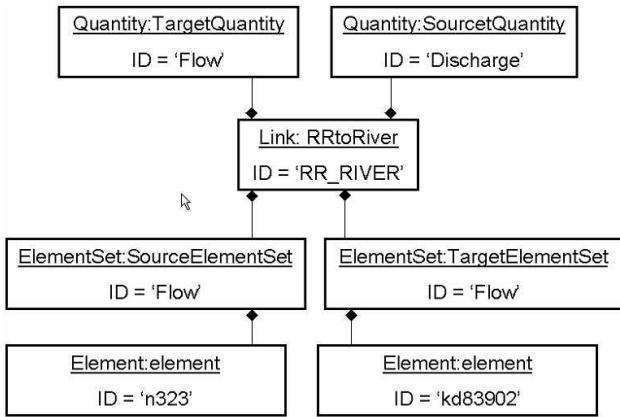 Quantity:TargetQuantity
ID = ‘Flow’
Quantity:SourcetQuantity
ID = ‘Discharge’
Link: RRtoRiver
ID = ‘RR_RIVER’
ElementSet:SourceElementSet
ID = ‘Flow’
ElementSet:TargetElementSet
ID = ‘Flow’
Element:element
ID = ‘n323’
Element:element
ID = ‘kd83902’